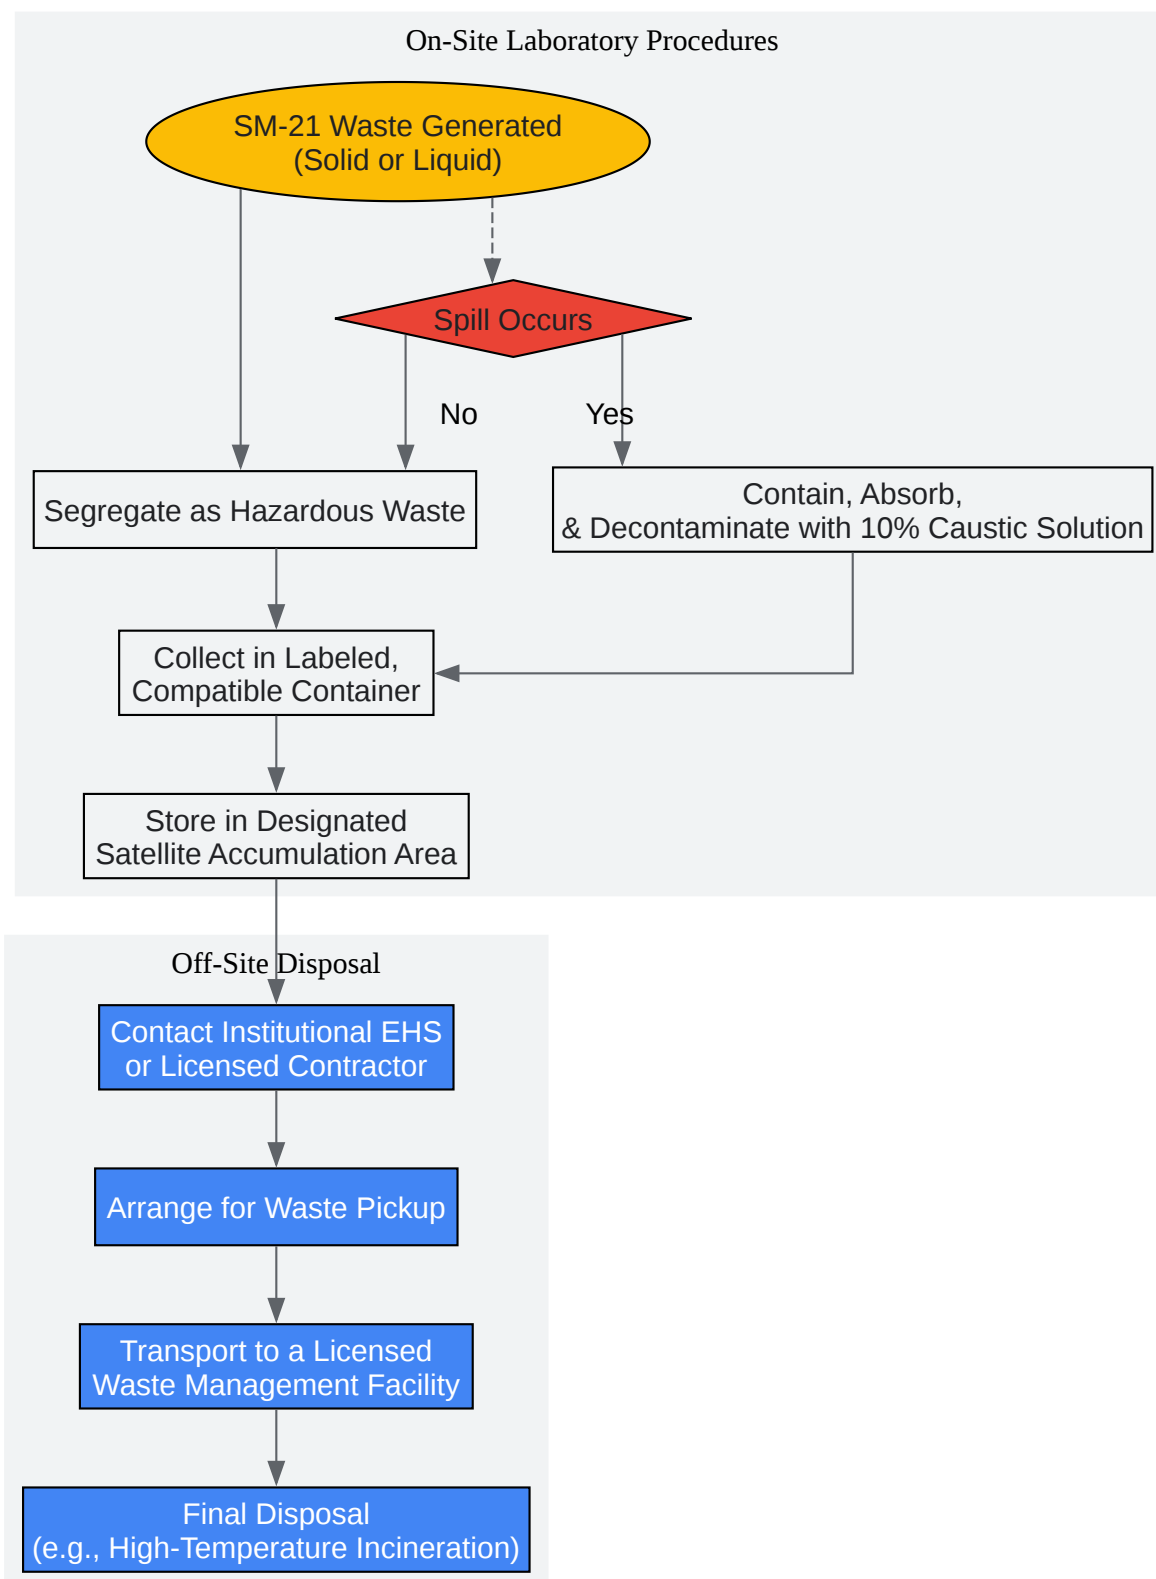 On-Site Laboratory Procedures
SM-21 Waste Generated
(Solid or Liquid)
Spill Occurs
No
Yes
Segregate as Hazardous Waste
Contain, Absorb,
& Decontaminate with 10% Caustic Solution
Collect in Labeled,
Compatible Container
Store in Designated
Satellite Accumulation Area
Off-Site Disposal
Contact Institutional EHS
or Licensed Contractor
Arrange for Waste Pickup
Transport to a Licensed
Waste Management Facility
Final Disposal
(e.g., High-Temperature Incineration)